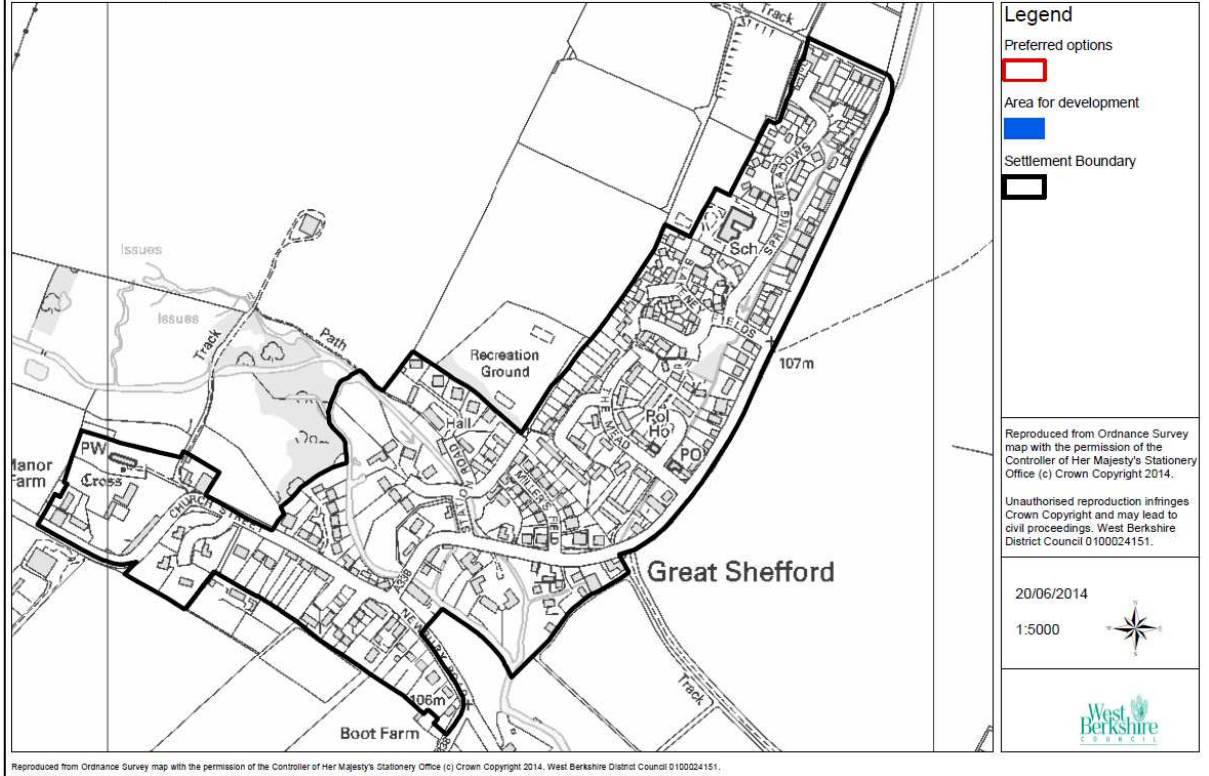 Track
Issues
Issues
Track
Path
Recreation
Ground
Hall
Sch
SPRING MEADOWS
107m
Pol
Ho
PO
THE MEAD
MILLERS FIELD
STATION ROAD
PW
Cross
Manor
Farm
CHURCH STREET
A338
NEWBURY ROAD
Great Shefford
106m
Boot Farm
Track
Legend
Preferred options
Area for development
Settlement Boundary
Reproduced from Ordnance Survey
map with the permission of the
Controller of Her Majesty's Stationery
Office (c) Crown Copyright 2014.
Unauthorised reproduction infringes
Crown Copyright and may lead to
civil proceedings. West Berkshire
District Council 0100024151.
20/06/2014
1:5000
N
W
E
S
West
Berkshire
COUNCIL
Reproduced from Ordnance Survey map with the permission of the Controller of Her Majesty's Stationery Office (c) Crown Copyright 2014. West Berkshire District Council 0100024151.